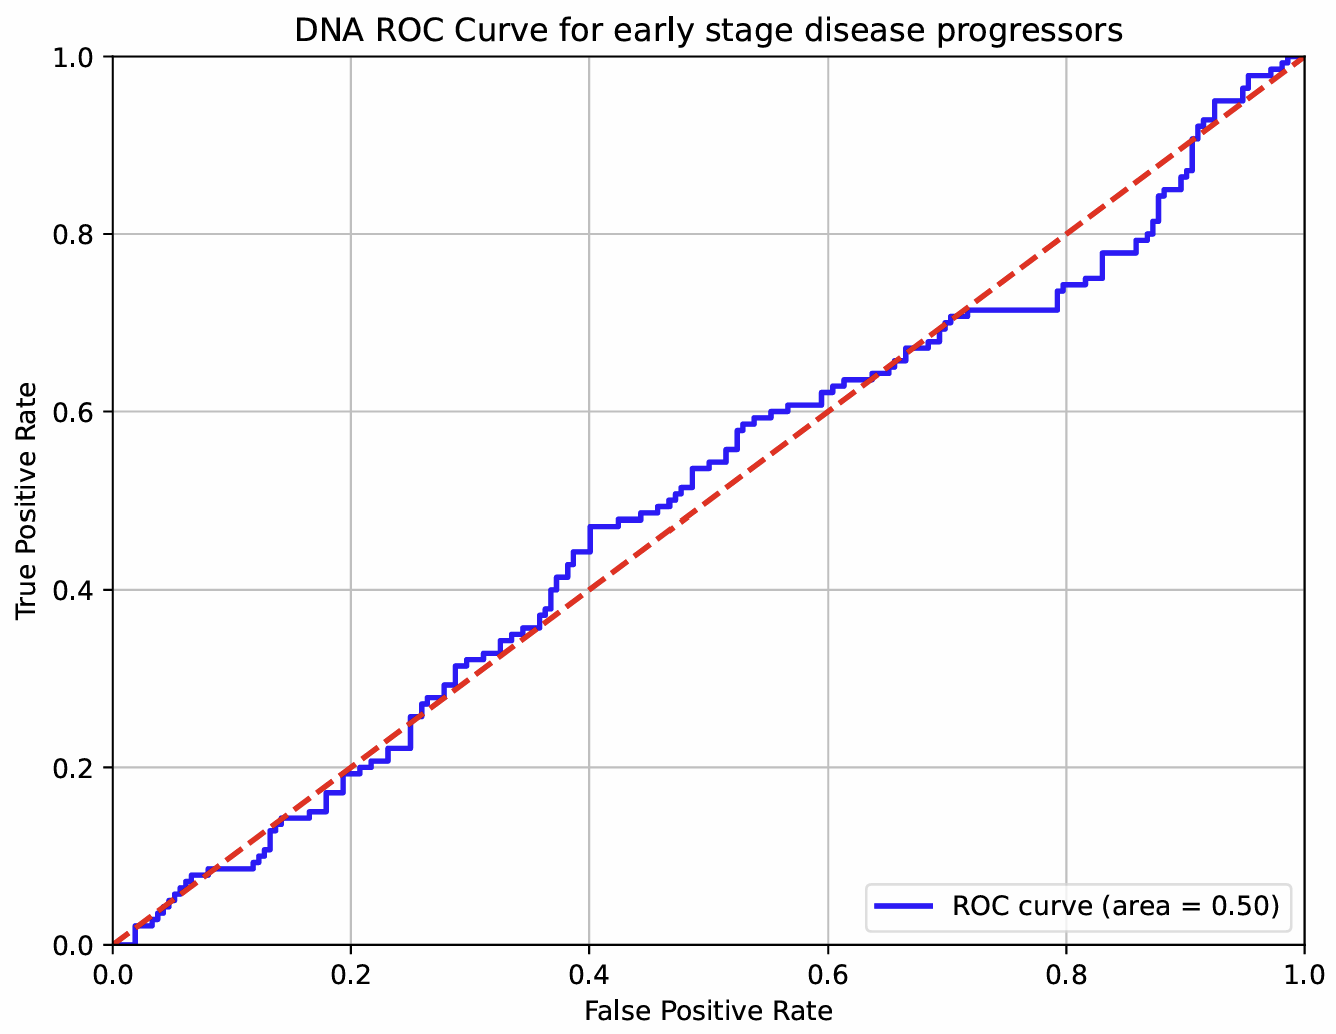 DNA ROC Curve for early stage disease progressors
1.0
0.8
0.6
0.4
0.2
0.0
True Positive Rate
ROC curve (area = 0.50)
0.0 0.2 0.4 0.6 0.8 1.0
False Positive Rate